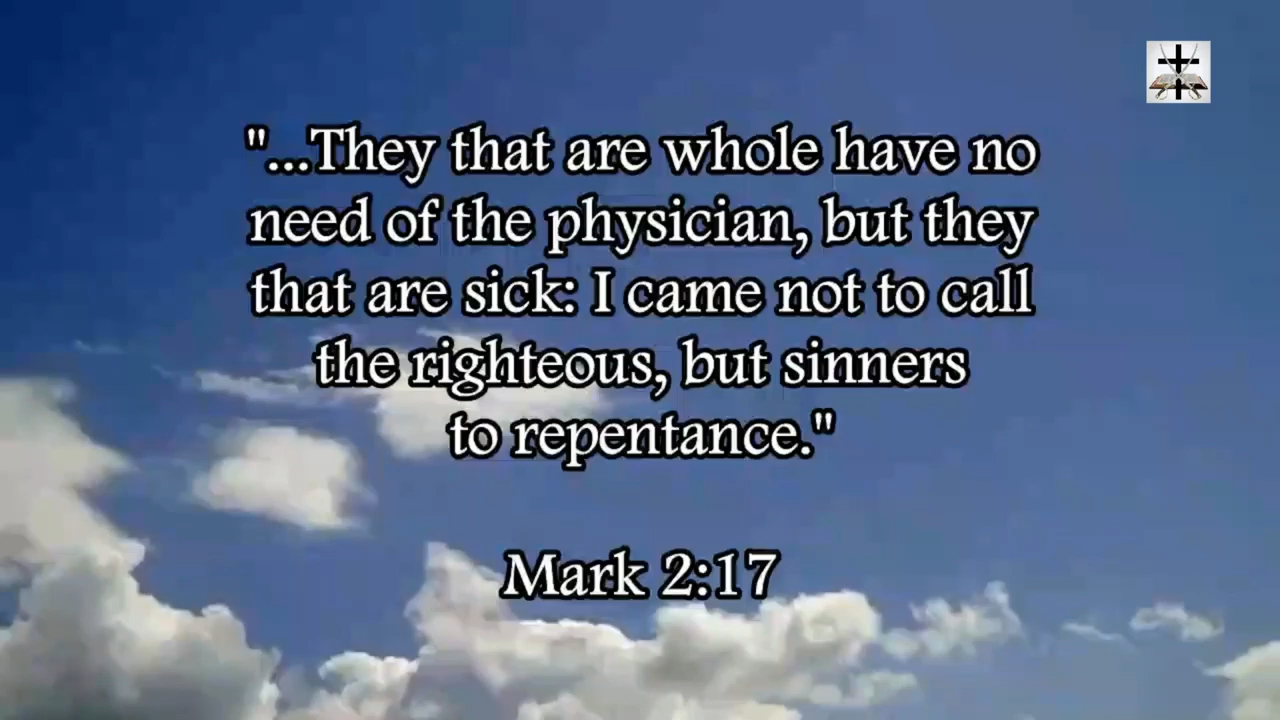 "...They that are whole have no
need of the physician, but they
that are sick: I came not to call
the righteous, but sinners
to repentance."
Mark 2:17